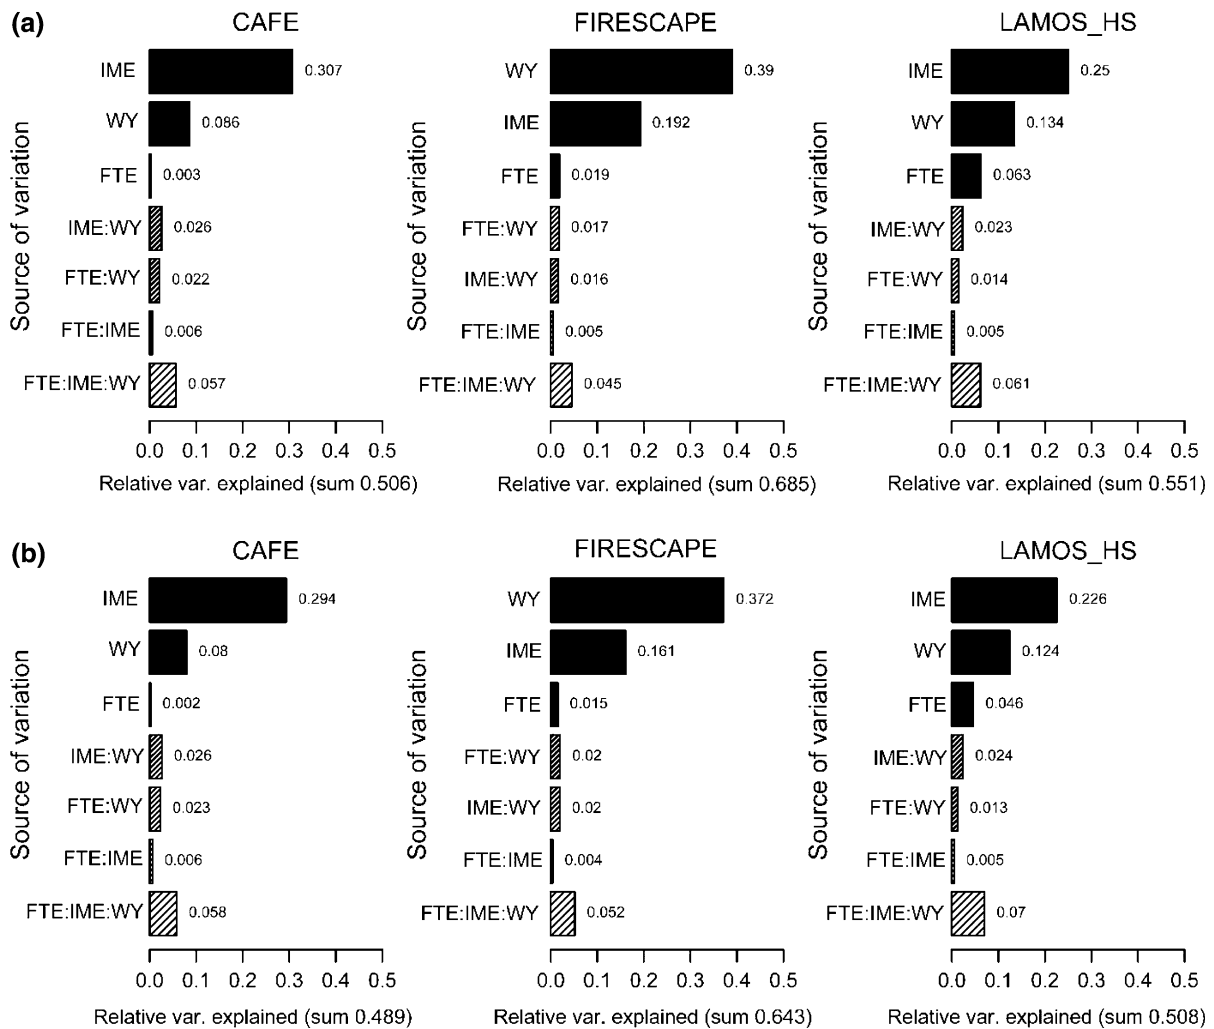 (a)
CAFE
Source of variation
IME 0.307
WY 0.086
FTE 0.003
IME:WY 0.026
FTE:WY 0.022
FTE:IME 0.006
FTE:IME:WY 0.057
0.0 0.1 0.2 0.3 0.4 0.5
Relative var. explained (sum 0.506)
FIRESCAPE
Source of variation
WY 0.39
IME 0.192
FTE 0.019
FTE:WY 0.017
IME:WY 0.016
FTE:IME 0.005
FTE:IME:WY 0.045
0.0 0.1 0.2 0.3 0.4 0.5
Relative var. explained (sum 0.685)
LAMOS_HS
Source of variation
IME 0.25
WY 0.134
FTE 0.063
IME:WY 0.023
FTE:WY 0.014
FTE:IME 0.005
FTE:IME:WY 0.061
0.0 0.1 0.2 0.3 0.4 0.5
Relative var. explained (sum 0.551)
(b)
CAFE
Source of variation
IME 0.294
WY 0.08
FTE 0.002
IME:WY 0.026
FTE:WY 0.023
FTE:IME 0.006
FTE:IME:WY 0.058
0.0 0.1 0.2 0.3 0.4 0.5
Relative var. explained (sum 0.489)
FIRESCAPE
Source of variation
WY 0.372
IME 0.161
FTE 0.015
FTE:WY 0.02
IME:WY 0.02
FTE:IME 0.004
FTE:IME:WY 0.052
0.0 0.1 0.2 0.3 0.4 0.5
Relative var. explained (sum 0.643)
LAMOS_HS
Source of variation
IME 0.226
WY 0.124
FTE 0.046
IME:WY 0.024
FTE:WY 0.013
FTE:IME 0.005
FTE:IME:WY 0.07
0.0 0.1 0.2 0.3 0.4 0.5
Relative var. explained (sum 0.508)